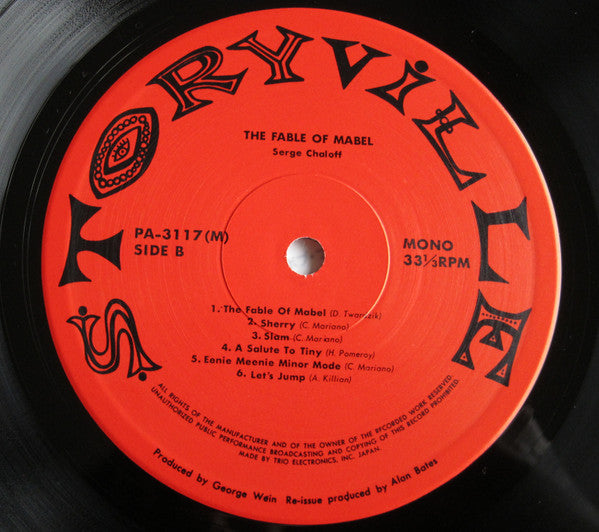 STORYViLLE
THE FABLE OF MABEL
Serge Chaloff
PA-3117(M)
SIDE B
MONO
33⅓RPM
1. The Fable Of Mabel (D. Twardzik)
2. Sherry (C. Mariano)
3. Slam (C. Mariano)
4. A Salute To Tiny (H. Pomeroy)
5. Eenie Meenie Minor Mode (C. Mariano)
6. Let's Jump (A. Killian)
ALL RIGHTS OF THE MANUFACTURER AND OF THE OWNER OF THE RECORDED WORK RESERVED.
UNAUTHORIZED PUBLIC PERFORMANCE BROADCASTING AND COPYING OF THIS RECORD PROHIBITED.
MADE BY TRIO ELECTRONICS, INC. JAPAN.
Produced by George Wein Re-issue produced by Alan Bates